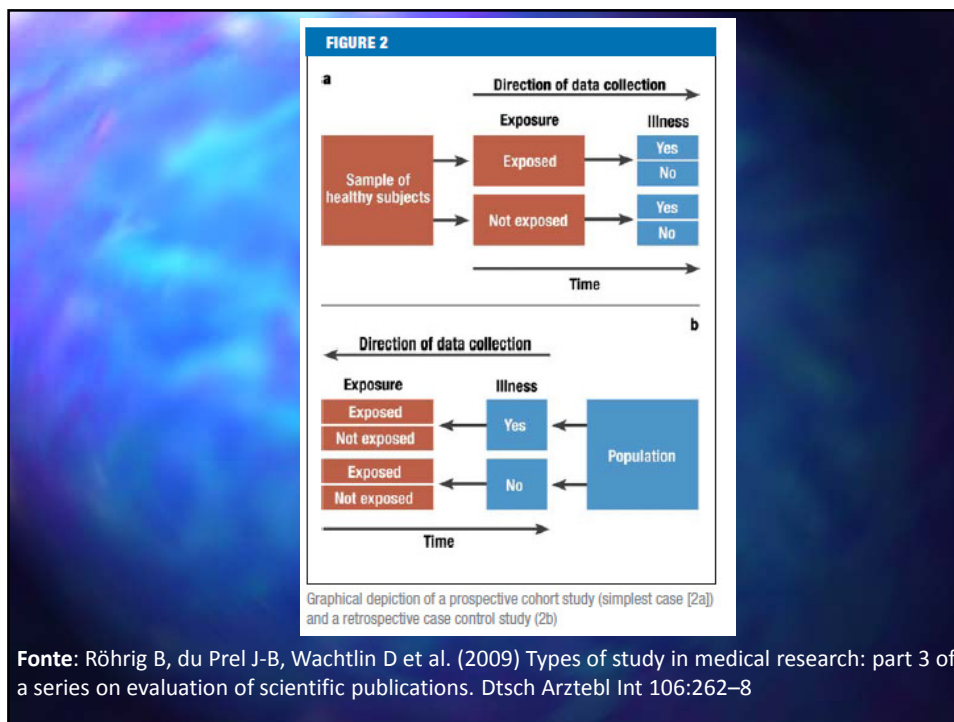 FIGURE 2
a
Direction of data collection
Exposure
Illness
Sample of
healthy subjects
Exposed
Yes
No
Not exposed
Yes
No
Time
b
Direction of data collection
Exposure
Illness
Exposed
Not exposed
Yes
Population
Exposed
Not exposed
No
Time
Graphical depiction of a prospective cohort study (simplest case [2a])
and a retrospective case control study (2b)
Fonte: Röhrig B, du Prel J-B, Wachtlin D et al. (2009) Types of study in medical research: part 3 of
a series on evaluation of scientific publications. Dtsch Arztebl Int 106:262–8